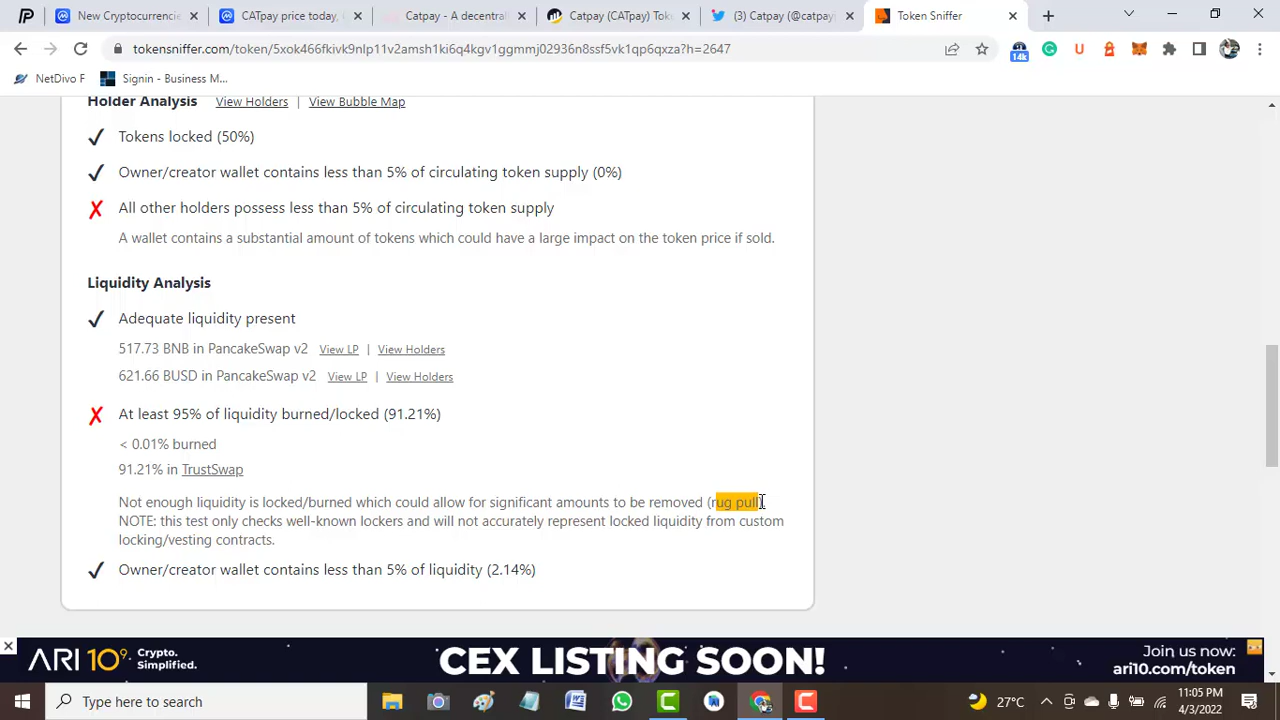 New Cryptocurrencie
CATpay price today,
Catpay - A decentrall
Catpay (CATpay) Tok
(3) Catpay (@catpay
Token Sniffer
tokensniffer.com/token/5xok466fkivk9nlp11v2amsh1ki6q4kgv1ggmmj02936n8ssf5vk1qp6qxza?h=2647
14k
NetDivo F
Signin - Business M...
Holder Analysis View Holders | View Bubble Map
Tokens locked (50%)
Owner/creator wallet contains less than 5% of circulating token supply (0%)
All other holders possess less than 5% of circulating token supply
A wallet contains a substantial amount of tokens which could have a large impact on the token price if sold.
Liquidity Analysis
Adequate liquidity present
517.73 BNB in PancakeSwap v2 View LP | View Holders
621.66 BUSD in PancakeSwap v2 View LP | View Holders
At least 95% of liquidity burned/locked (91.21%)
< 0.01% burned
91.21% in TrustSwap
Not enough liquidity is locked/burned which could allow for significant amounts to be removed (rug pull)
NOTE: this test only checks well-known lockers and will not accurately represent locked liquidity from custom
locking/vesting contracts.
Owner/creator wallet contains less than 5% of liquidity (2.14%)
ARI 10 Crypto. Simplified.
CEX LISTING SOON!
Join us now:
ari10.com/token
Type here to search
27°C
11:05 PM
4/3/2022